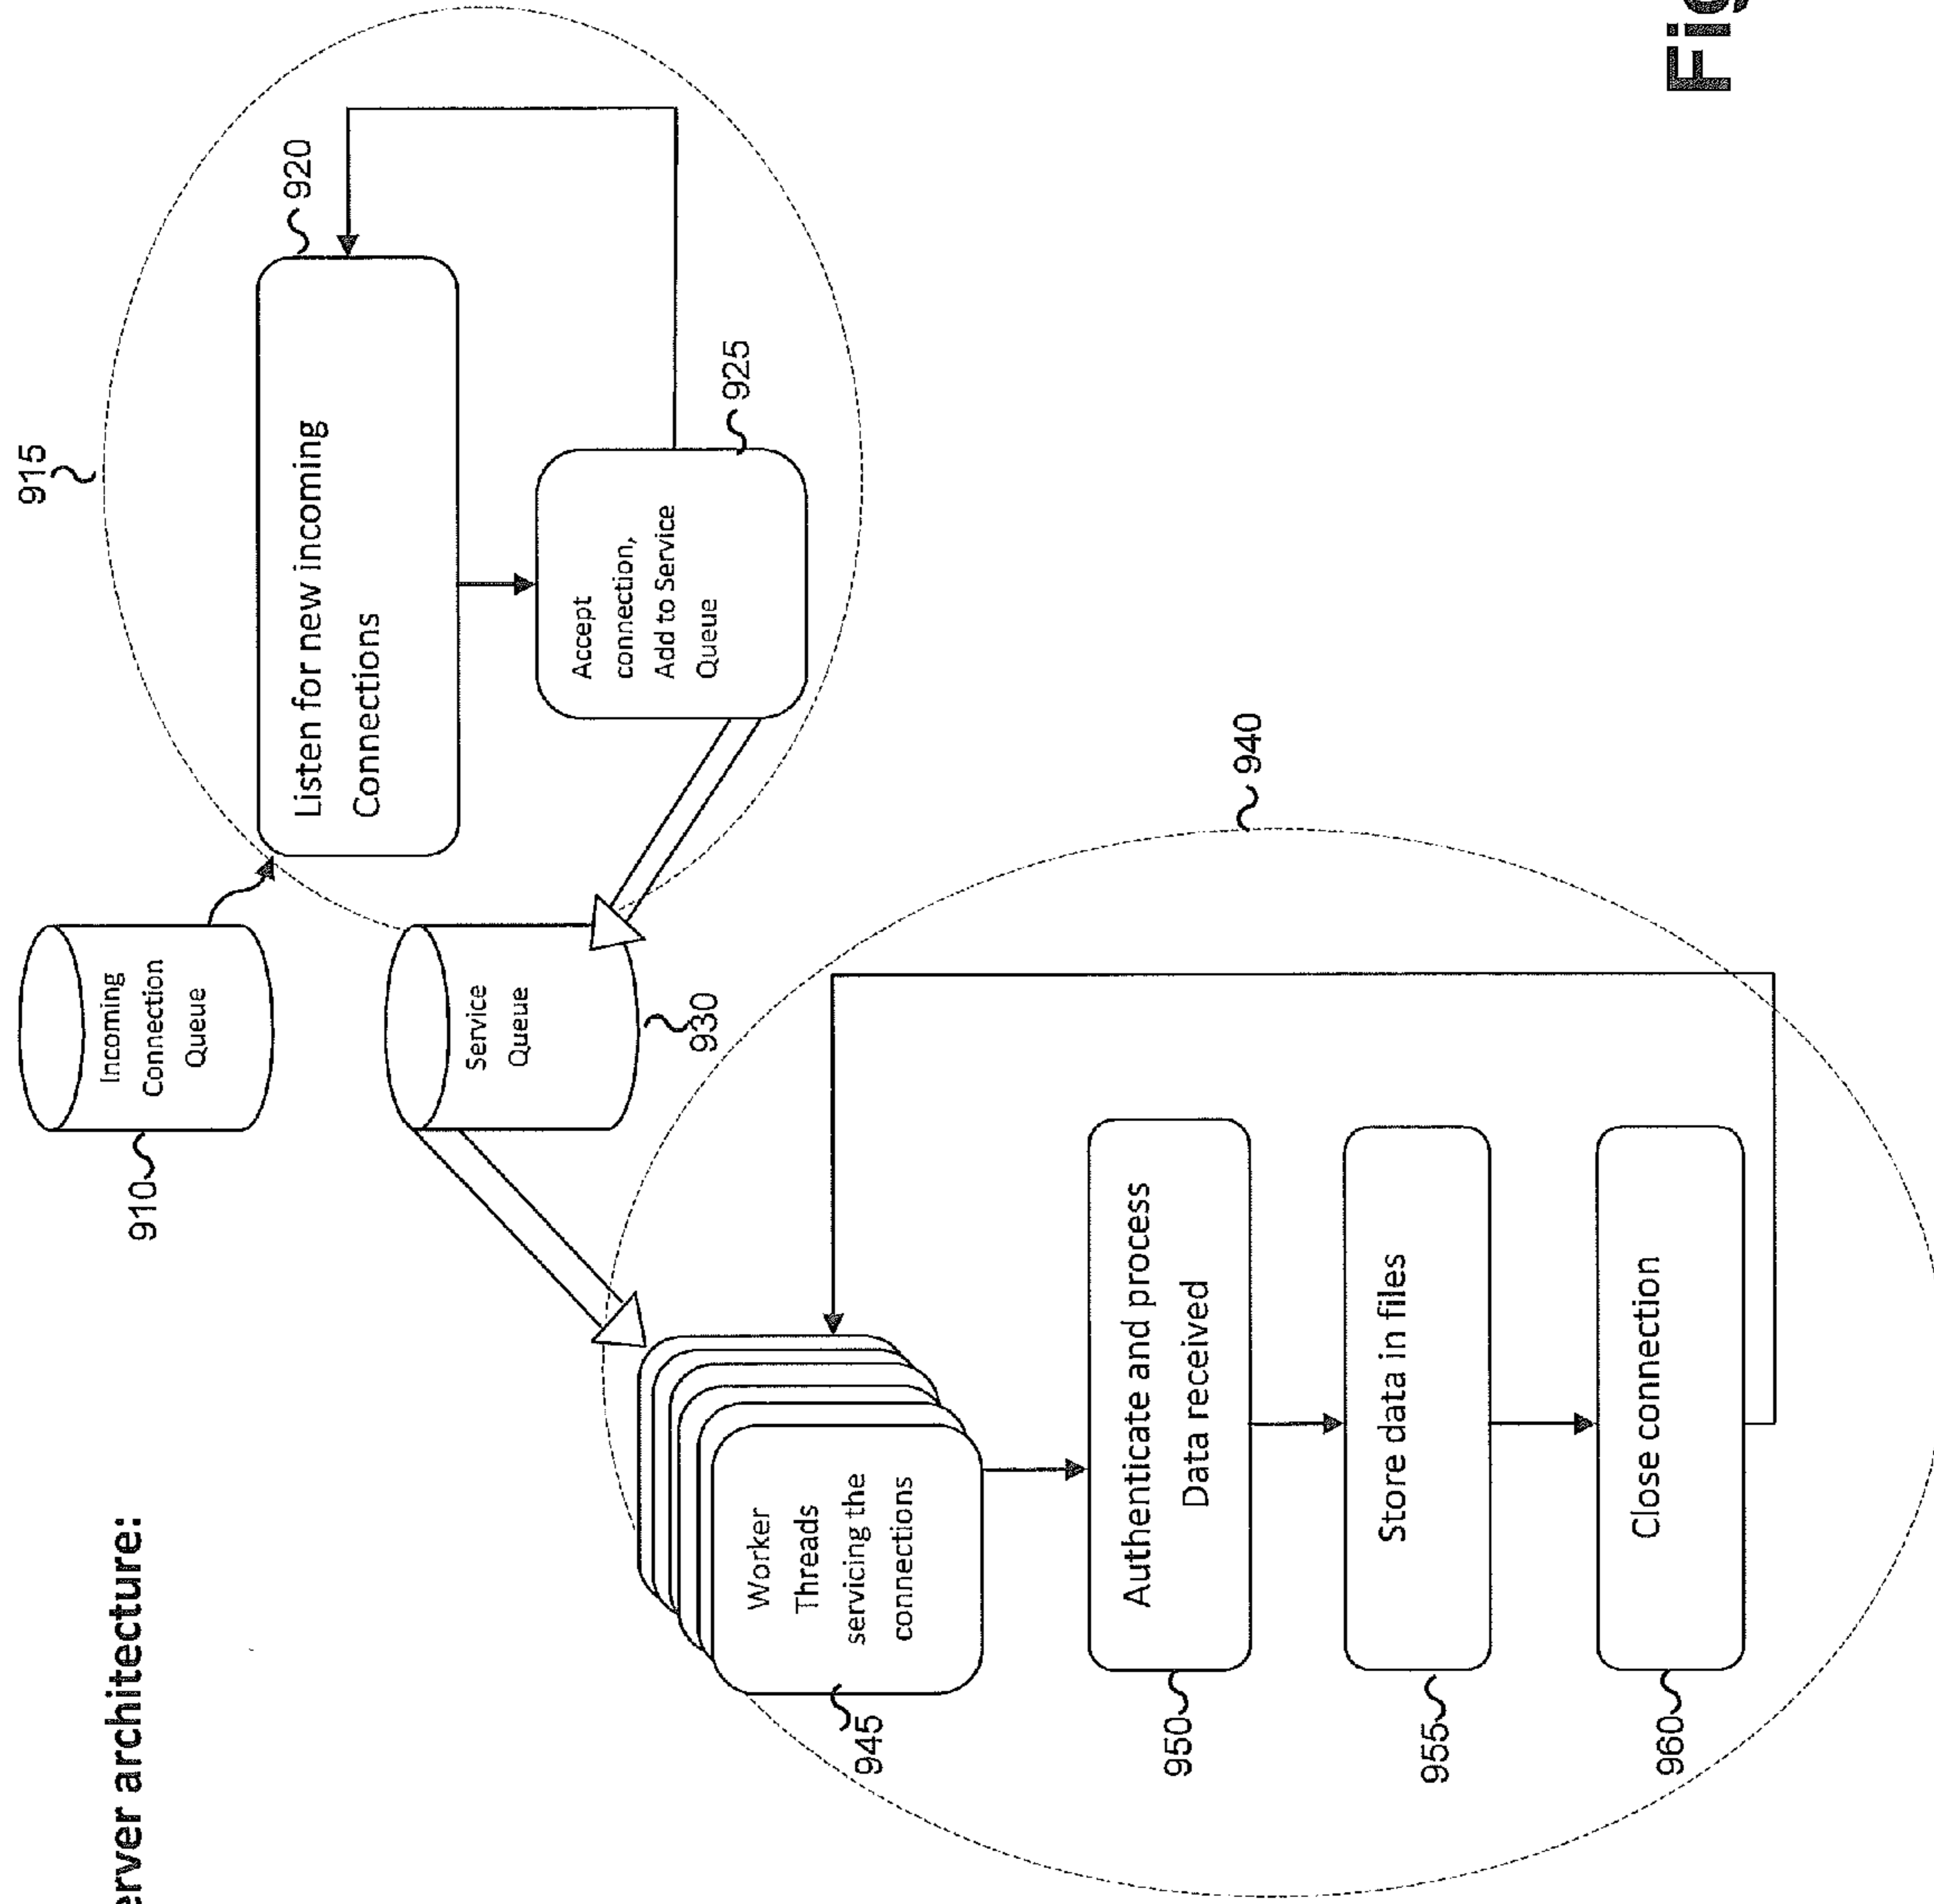 erver architecture:
910
Incoming
Connection
Queue
915
920
Listen for new incoming
Connections
Service
Queue
930
Accept
connection,
Add to Service
Queue
925
940
Worker
Threads
servicing the
connections
945
Authenticate and process
Data received
950
Store data in files
955
Close connection
960
Fig